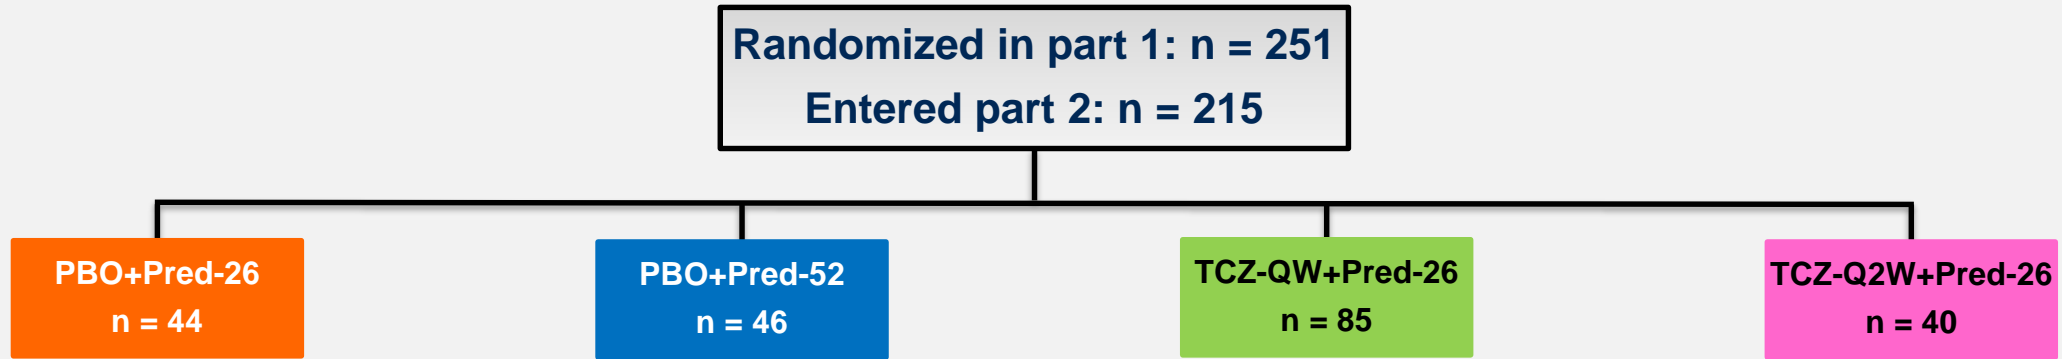 Randomized in part 1: n = 251
Entered part 2: n = 215
PBO+Pred-26
n = 44
PBO+Pred-52
n = 46
TCZ-QW+Pred-26
n = 85
TCZ-Q2W+Pred-26
n = 40